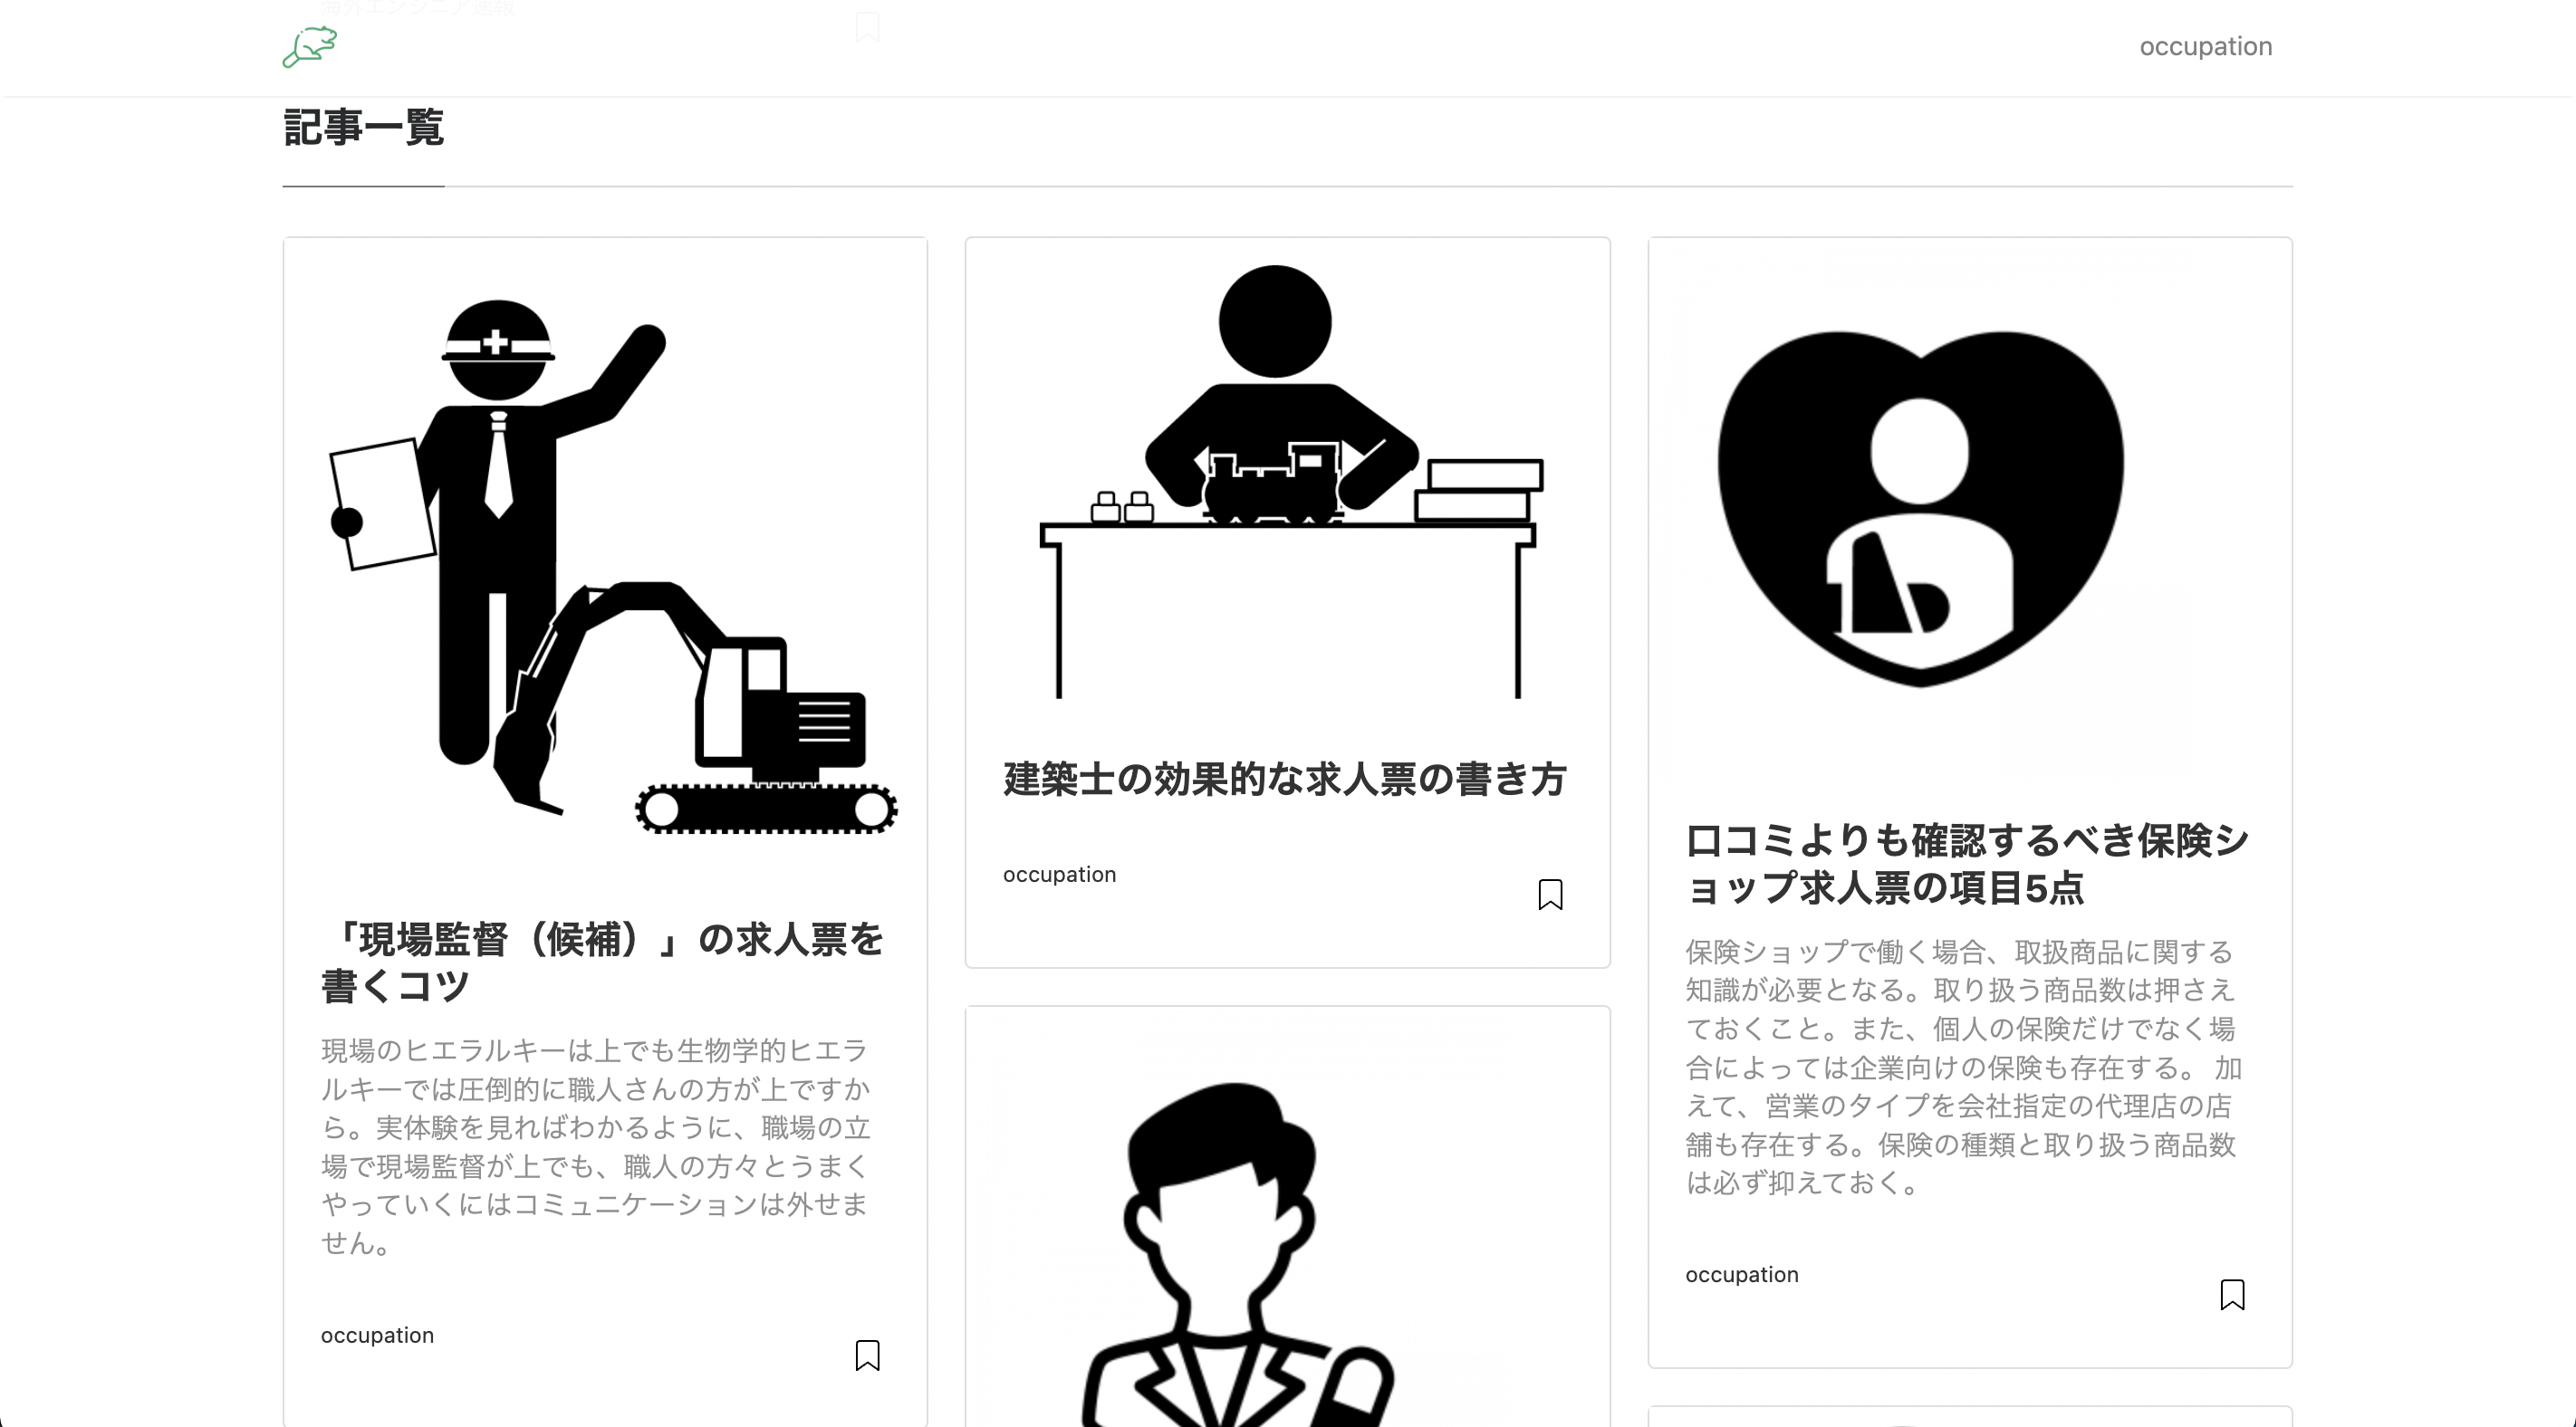 海外エンジニア速報
occupation
記事一覧
「現場監督（候補）」の求人票を
書くコツ
現場のヒエラルキーは上でも生物学的ヒエラ
ルキーでは圧倒的に職人さんの方が上ですか
ら。実体験を見ればわかるように、職場の立
場で現場監督が上でも、職人の方々とうまく
やっていくにはコミュニケーションは外せま
せん。
occupation
建築士の効果的な求人票の書き方
occupation
口コミよりも確認するべき保険シ
ョップ求人票の項目5点
保険ショップで働く場合、取扱商品に関する
知識が必要となる。取り扱う商品数は押さえ
ておくこと。また、個人の保険だけでなく場
合によっては企業向けの保険も存在する。 加
えて、営業のタイプを会社指定の代理店の店
舗も存在する。保険の種類と取り扱う商品数
は必ず抑えておく。
occupation